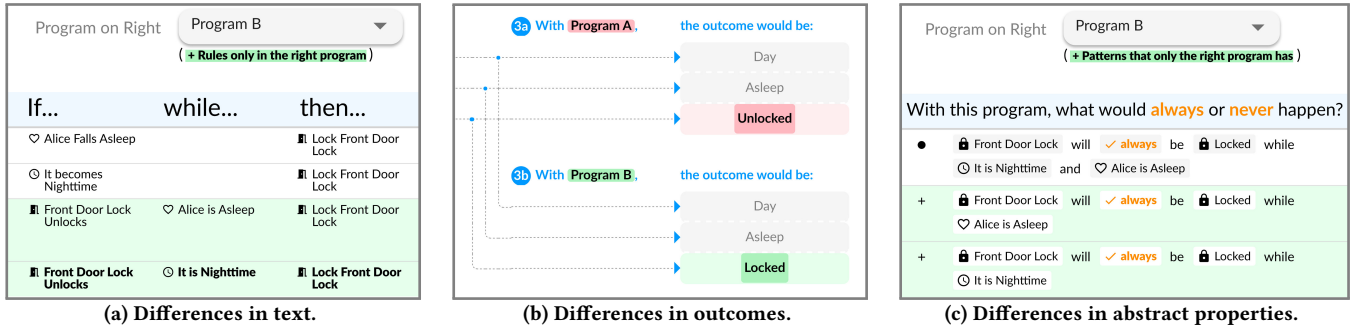 Program on Right Program B
( + Rules only in the right program )
If... while... then...
Alice Falls Asleep Lock Front Door Lock
It becomes Nighttime Lock Front Door Lock
Front Door Lock Unlocks Alice is Asleep Lock Front Door Lock
Front Door Lock Unlocks It is Nighttime Lock Front Door Lock
(a) Differences in text.
3a With Program A, the outcome would be:
Day
Asleep
Unlocked
3b With Program B, the outcome would be:
Day
Asleep
Locked
(b) Differences in outcomes.
Program on Right Program B
( + Patterns that only the right program has )
With this program, what would always or never happen?
● Front Door Lock will ✓ always be Locked while
It is Nighttime and Alice is Asleep
+ Front Door Lock will ✓ always be Locked while
Alice is Asleep
+ Front Door Lock will ✓ always be Locked while
It is Nighttime
(c) Differences in abstract properties.